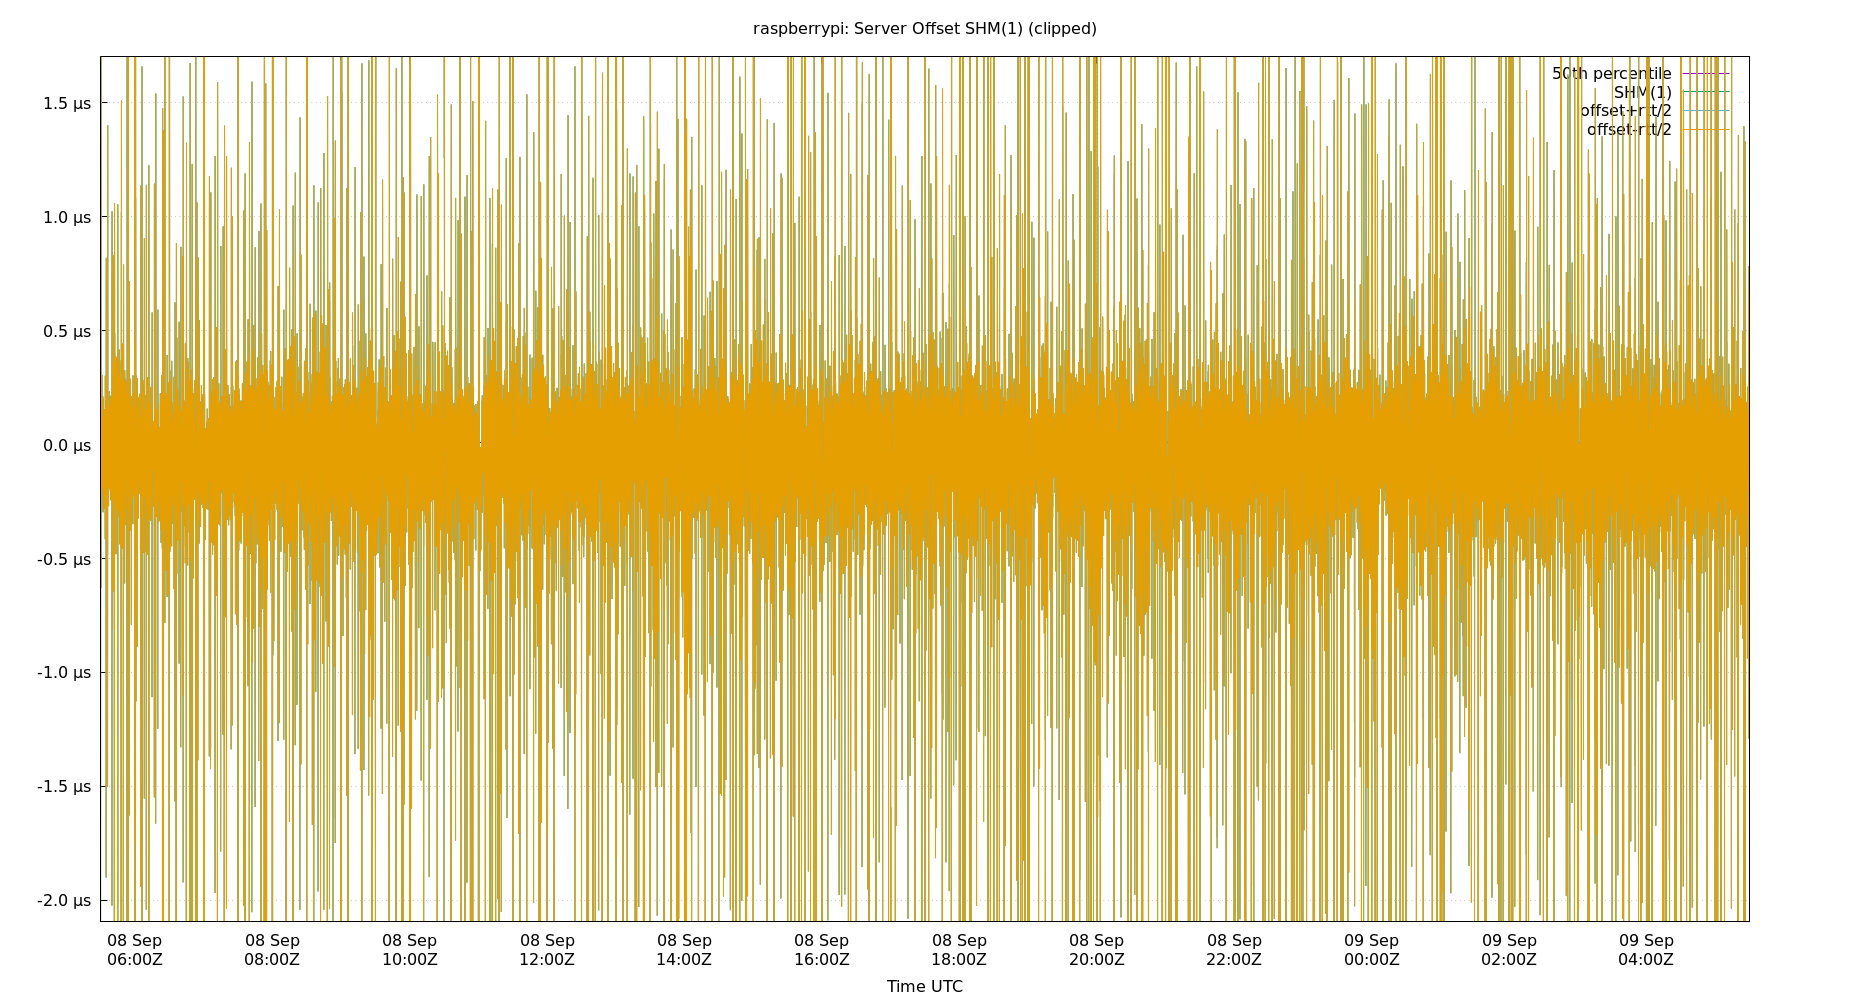 raspberrypi: Server Offset SHM(1) (clipped)
50th percentile
SHM(1)
offset+rtt/2
offset-rtt/2
1.5 µs
1.0 µs
0.5 µs
0.0 µs
-0.5 µs
-1.0 µs
-1.5 µs
-2.0 µs
08 Sep 08 Sep 08 Sep 08 Sep 08 Sep 08 Sep 08 Sep 08 Sep 08 Sep 09 Sep 09 Sep 09 Sep
06:00Z 08:00Z 10:00Z 12:00Z 14:00Z 16:00Z 18:00Z 20:00Z 22:00Z 00:00Z 02:00Z 04:00Z
Time UTC